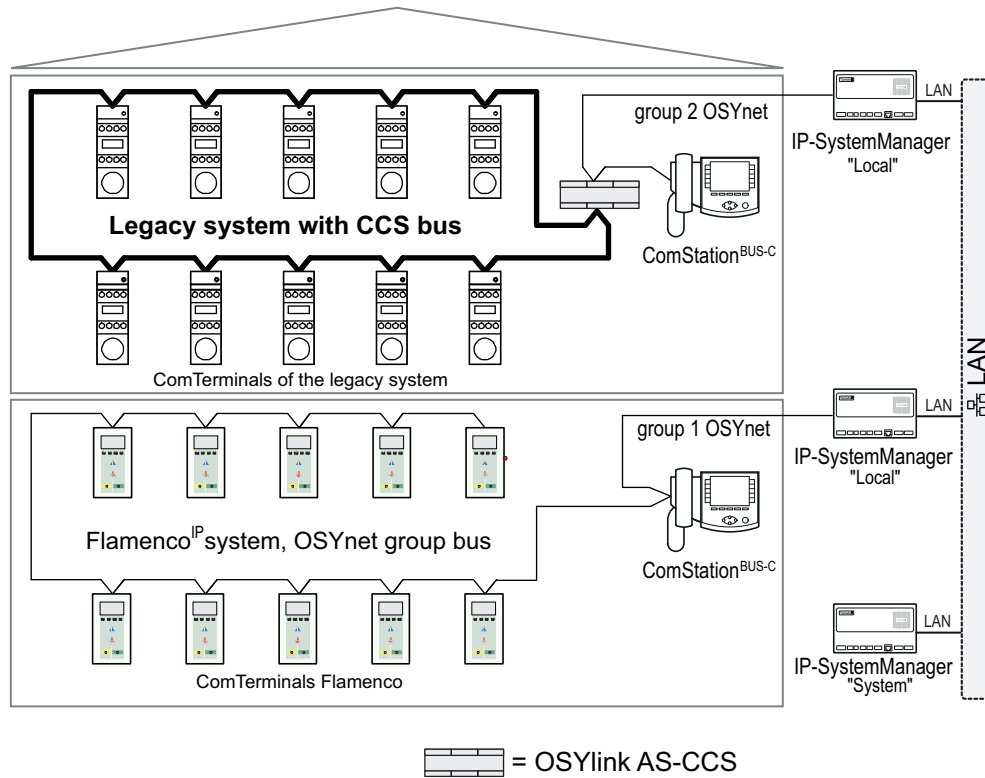 group 2 OSYnet
LAN
IP-SystemManager
"Local"
Legacy system with CCS bus
ComStationBUS-C
ComTerminals of the legacy system
LAN
LAN
group 1 OSYnet
IP-SystemManager
"Local"
FlamencoIP system, OSYnet group bus
ComStationBUS-C
LAN
IP-SystemManager
"System"
ComTerminals Flamenco
= OSYlink AS-CCS